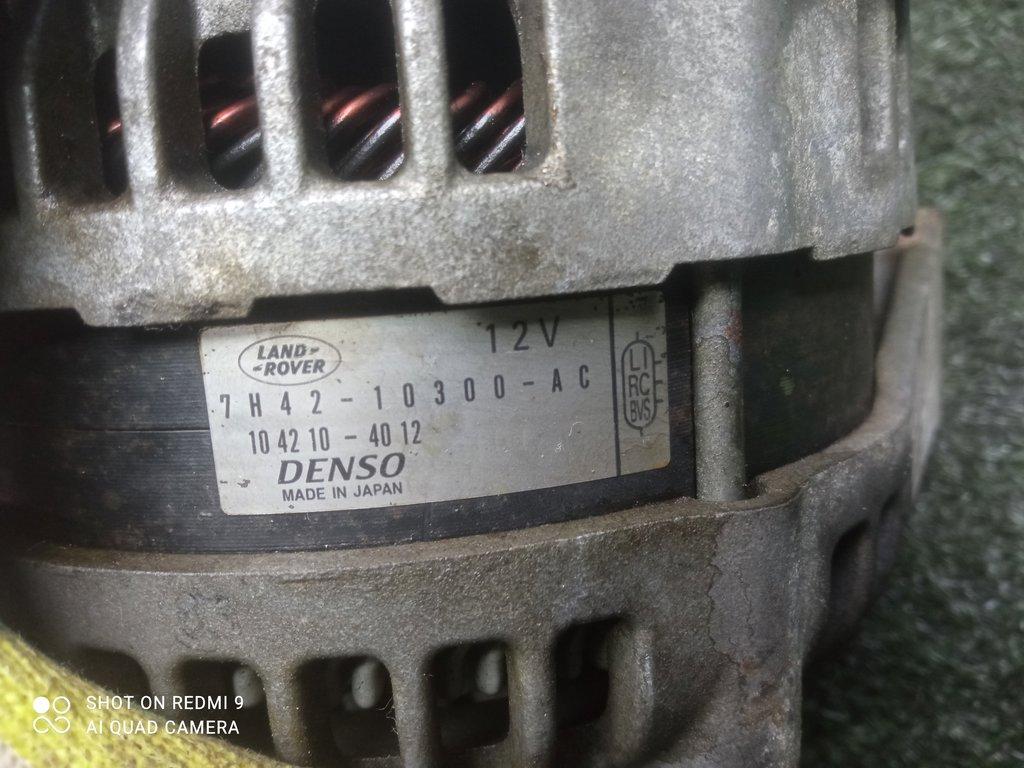 LAND-
-ROVER
12V
7H42-10300-AC
104210-4012
DENSO
MADE IN JAPAN
LI
RC
BVS
SHOT ON REDMI 9
AI QUAD CAMERA